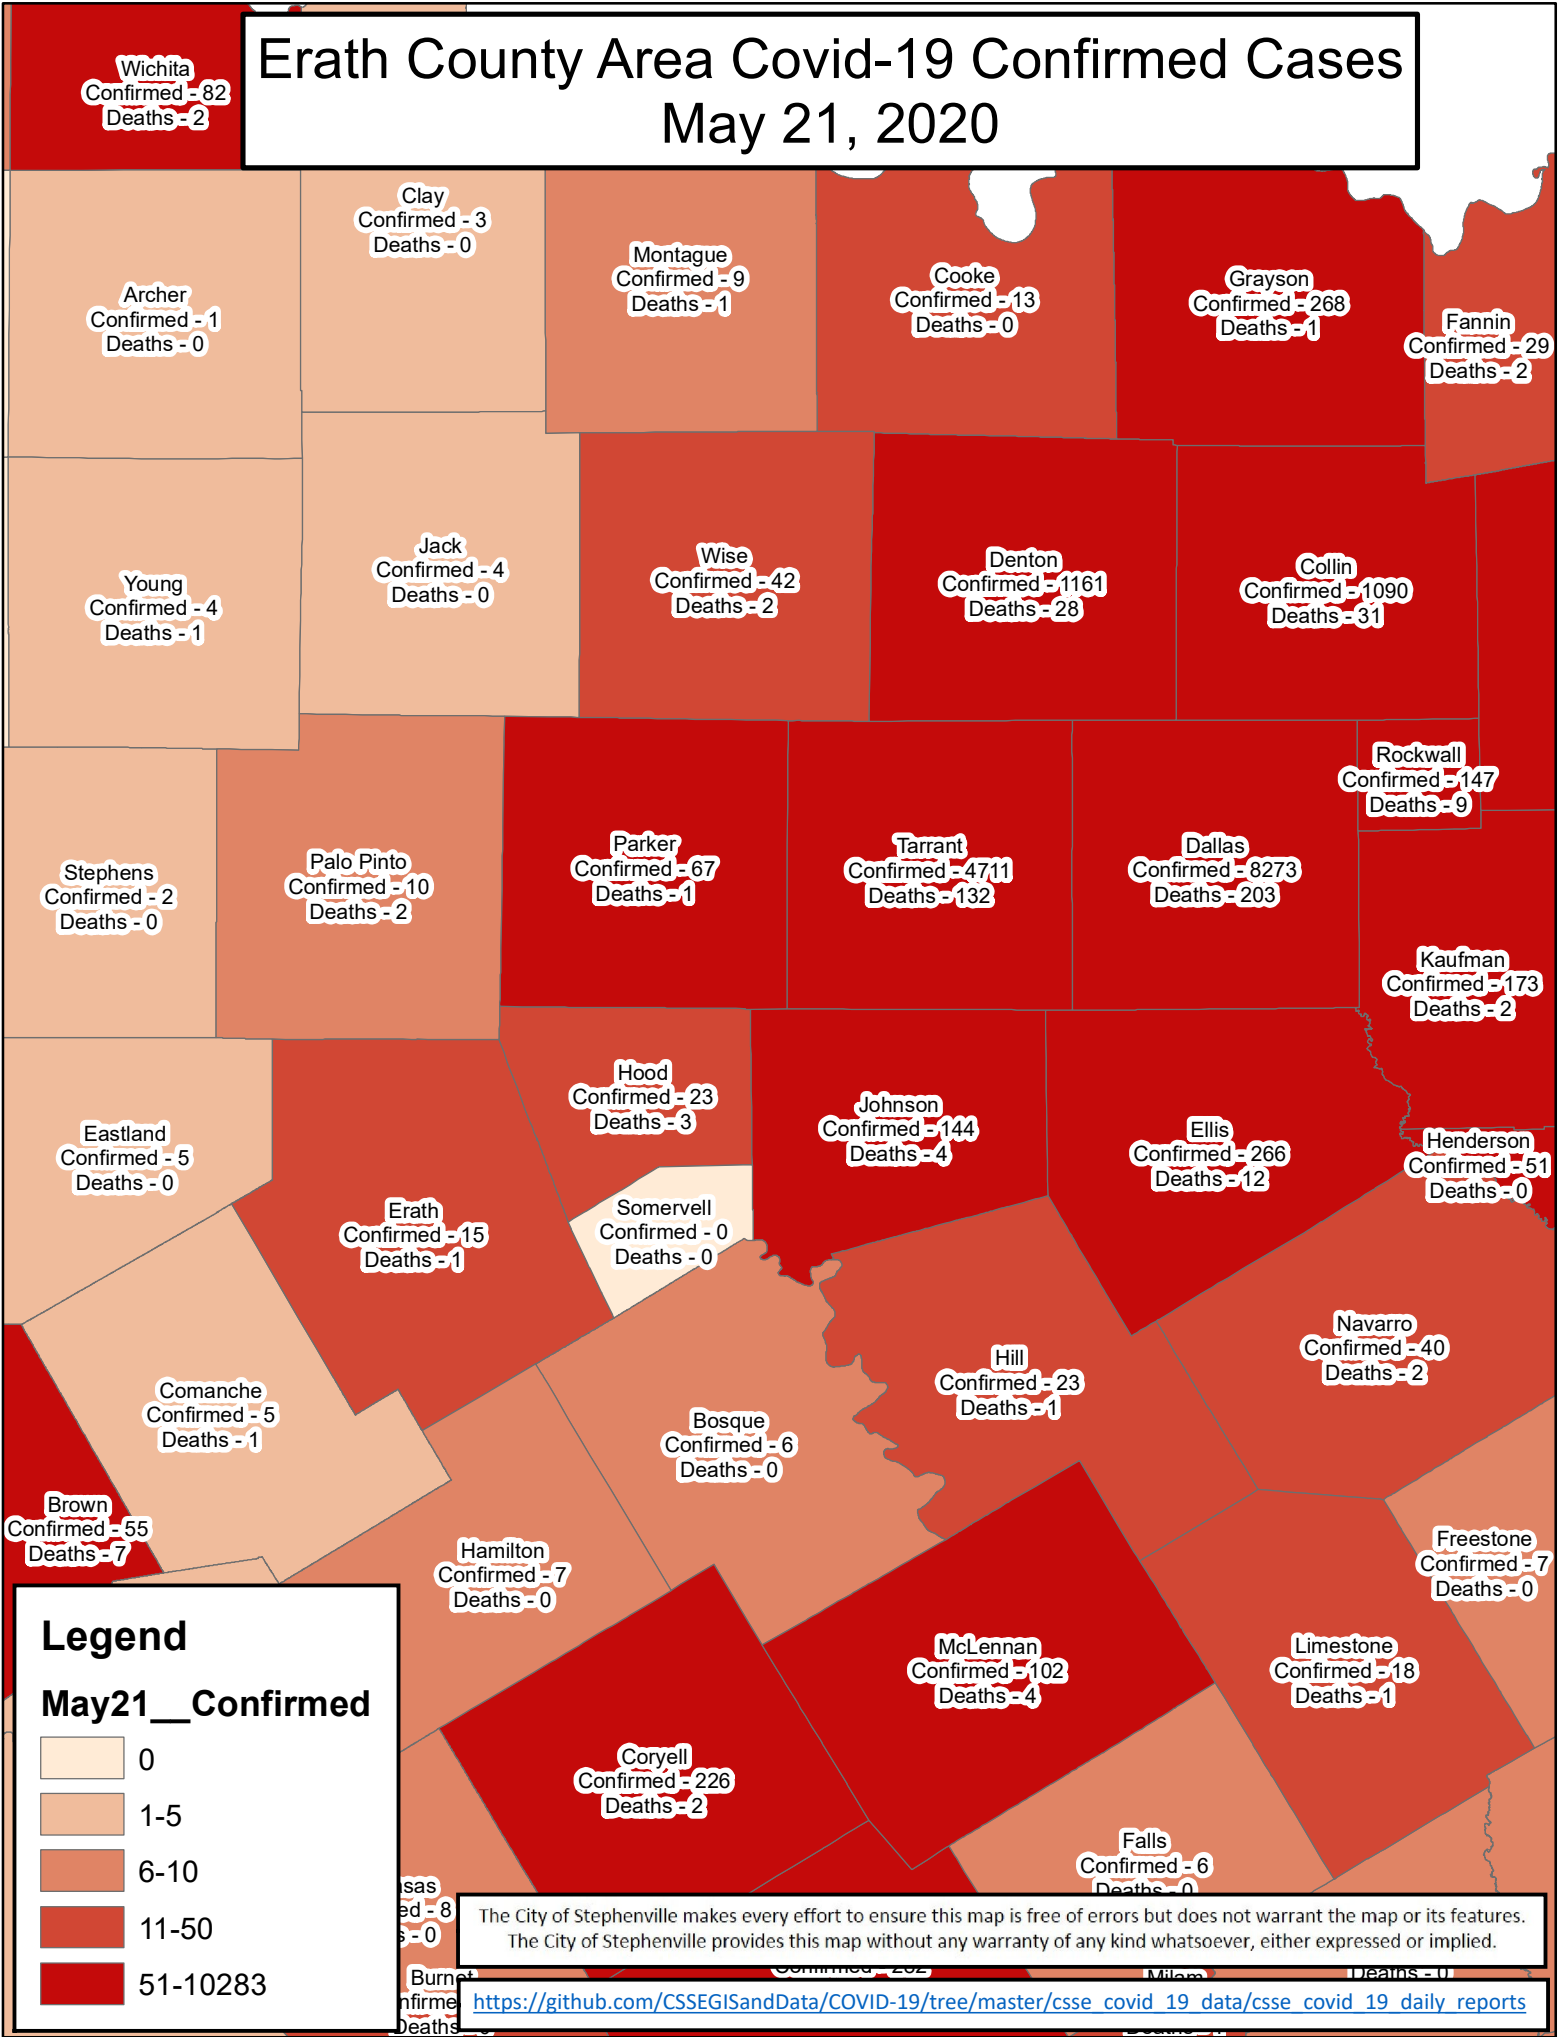 Erath County Area Covid-19 Confirmed Cases
May 21, 2020
Wichita
Confirmed - 82
Deaths - 2
Clay
Confirmed - 3
Deaths - 0
Archer
Confirmed - 1
Deaths - 0
Montague
Confirmed - 9
Deaths - 1
Cooke
Confirmed - 13
Deaths - 0
Grayson
Confirmed - 268
Deaths - 1
Fannin
Confirmed - 29
Deaths - 2
Young
Confirmed - 4
Deaths - 1
Jack
Confirmed - 4
Deaths - 0
Wise
Confirmed - 42
Deaths - 2
Denton
Confirmed - 1161
Deaths - 28
Collin
Confirmed - 1090
Deaths - 31
Rockwall
Confirmed - 147
Deaths - 9
Stephens
Confirmed - 2
Deaths - 0
Palo Pinto
Confirmed - 10
Deaths - 2
Parker
Confirmed - 67
Deaths - 1
Tarrant
Confirmed - 4711
Deaths - 132
Dallas
Confirmed - 8273
Deaths - 203
Kaufman
Confirmed - 173
Deaths - 2
Eastland
Confirmed - 5
Deaths - 0
Hood
Confirmed - 23
Deaths - 3
Johnson
Confirmed - 144
Deaths - 4
Ellis
Confirmed - 266
Deaths - 12
Henderson
Confirmed - 51
Deaths - 0
Erath
Confirmed - 15
Deaths - 1
Somervell
Confirmed - 0
Deaths - 0
Comanche
Confirmed - 5
Deaths - 1
Bosque
Confirmed - 6
Deaths - 0
Hill
Confirmed - 23
Deaths - 1
Navarro
Confirmed - 40
Deaths - 2
Brown
Confirmed - 55
Deaths - 7
Hamilton
Confirmed - 7
Deaths - 0
Freestone
Confirmed - 7
Deaths - 0
McLennan
Confirmed - 102
Deaths - 4
Limestone
Confirmed - 18
Deaths - 1
Coryell
Confirmed - 226
Deaths - 2
Falls
Confirmed - 6
Deaths - 0
Legend
May21__Confirmed
0
1-5
6-10
11-50
51-10283
sas
ed - 8
s - 0
Burnet
nfirme
Deaths
Milam
Deaths - 0
The City of Stephenville makes every effort to ensure this map is free of errors but does not warrant the map or its features.
The City of Stephenville provides this map without any warranty of any kind whatsoever, either expressed or implied.
https://github.com/CSSEGISandData/COVID-19/tree/master/csse_covid_19_data/csse_covid_19_daily_reports